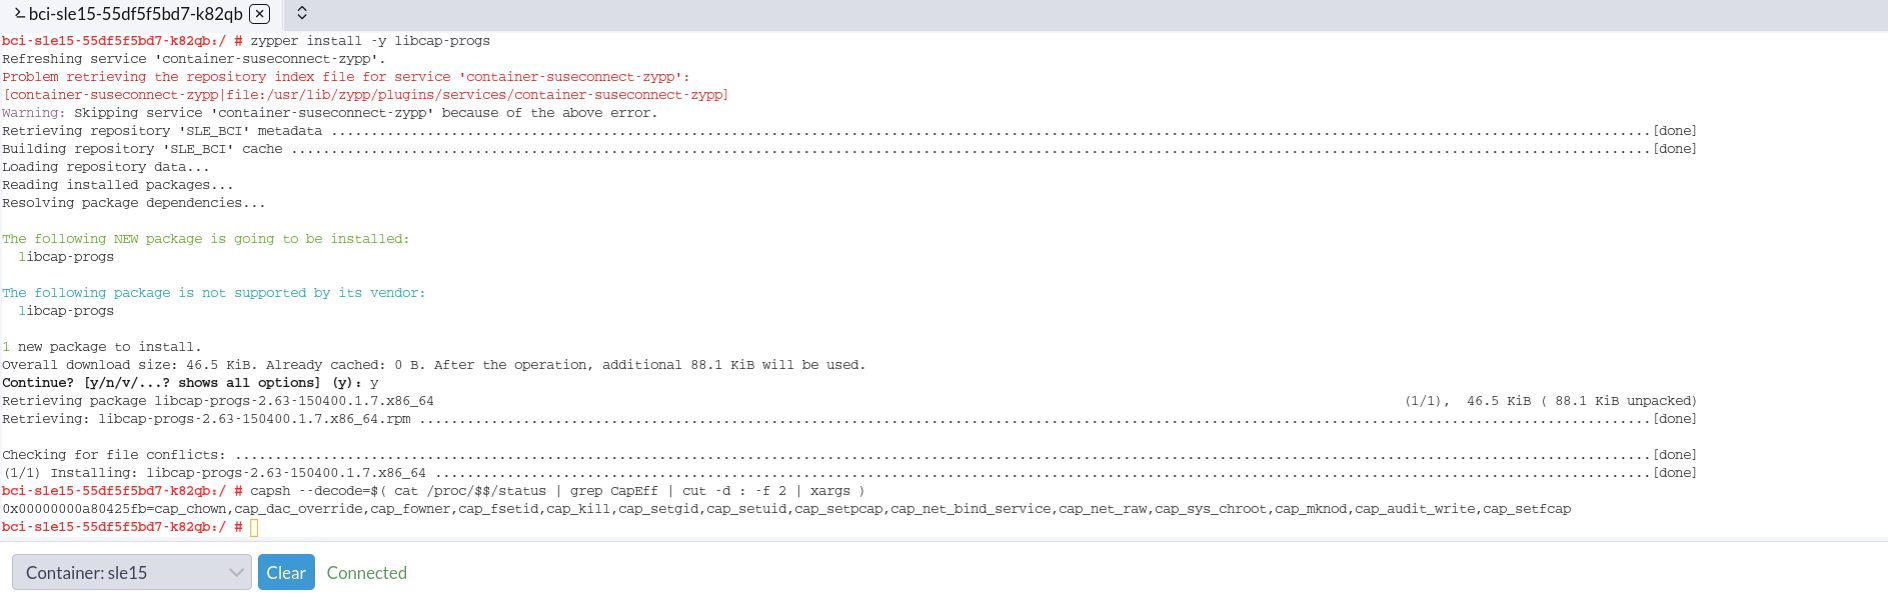 bci-sle15-55df5f5bd7-k82qb
bci-sle15-55df5f5bd7-k82qb:/ # zypper install -y libcap-progs
Refreshing service 'container-suseconnect-zypp'.
Problem retrieving the repository index file for service 'container-suseconnect-zypp':
[container-suseconnect-zypp|file:/usr/lib/zypp/plugins/services/container-suseconnect-zypp]
Warning: Skipping service 'container-suseconnect-zypp' because of the above error.
Retrieving repository 'SLE_BCI' metadata ....................................................................................................................................................................[done]
Building repository 'SLE_BCI' cache .........................................................................................................................................................................[done]
Loading repository data...
Reading installed packages...
Resolving package dependencies...
The following NEW package is going to be installed:
libcap-progs
The following package is not supported by its vendor:
libcap-progs
1 new package to install.
Overall download size: 46.5 KiB. Already cached: 0 B. After the operation, additional 88.1 KiB will be used.
Continue? [y/n/v/...? shows all options] (y): y
Retrieving package libcap-progs-2.63-150400.1.7.x86_64 (1/1), 46.5 KiB ( 88.1 KiB unpacked)
Retrieving: libcap-progs-2.63-150400.1.7.x86_64.rpm .........................................................................................................................................................[done]
Checking for file conflicts: ................................................................................................................................................................................[done]
(1/1) Installing: libcap-progs-2.63-150400.1.7.x86_64 .......................................................................................................................................................[done]
bci-sle15-55df5f5bd7-k82qb:/ # capsh --decode=$( cat /proc/$$/status | grep CapEff | cut -d : -f 2 | xargs )
0x00000000a80425fb=cap_chown,cap_dac_override,cap_fowner,cap_fsetid,cap_kill,cap_setgid,cap_setuid,cap_setpcap,cap_net_bind_service,cap_net_raw,cap_sys_chroot,cap_mknod,cap_audit_write,cap_setfcap
bci-sle15-55df5f5bd7-k82qb:/ #
Container: sle15 Clear Connected